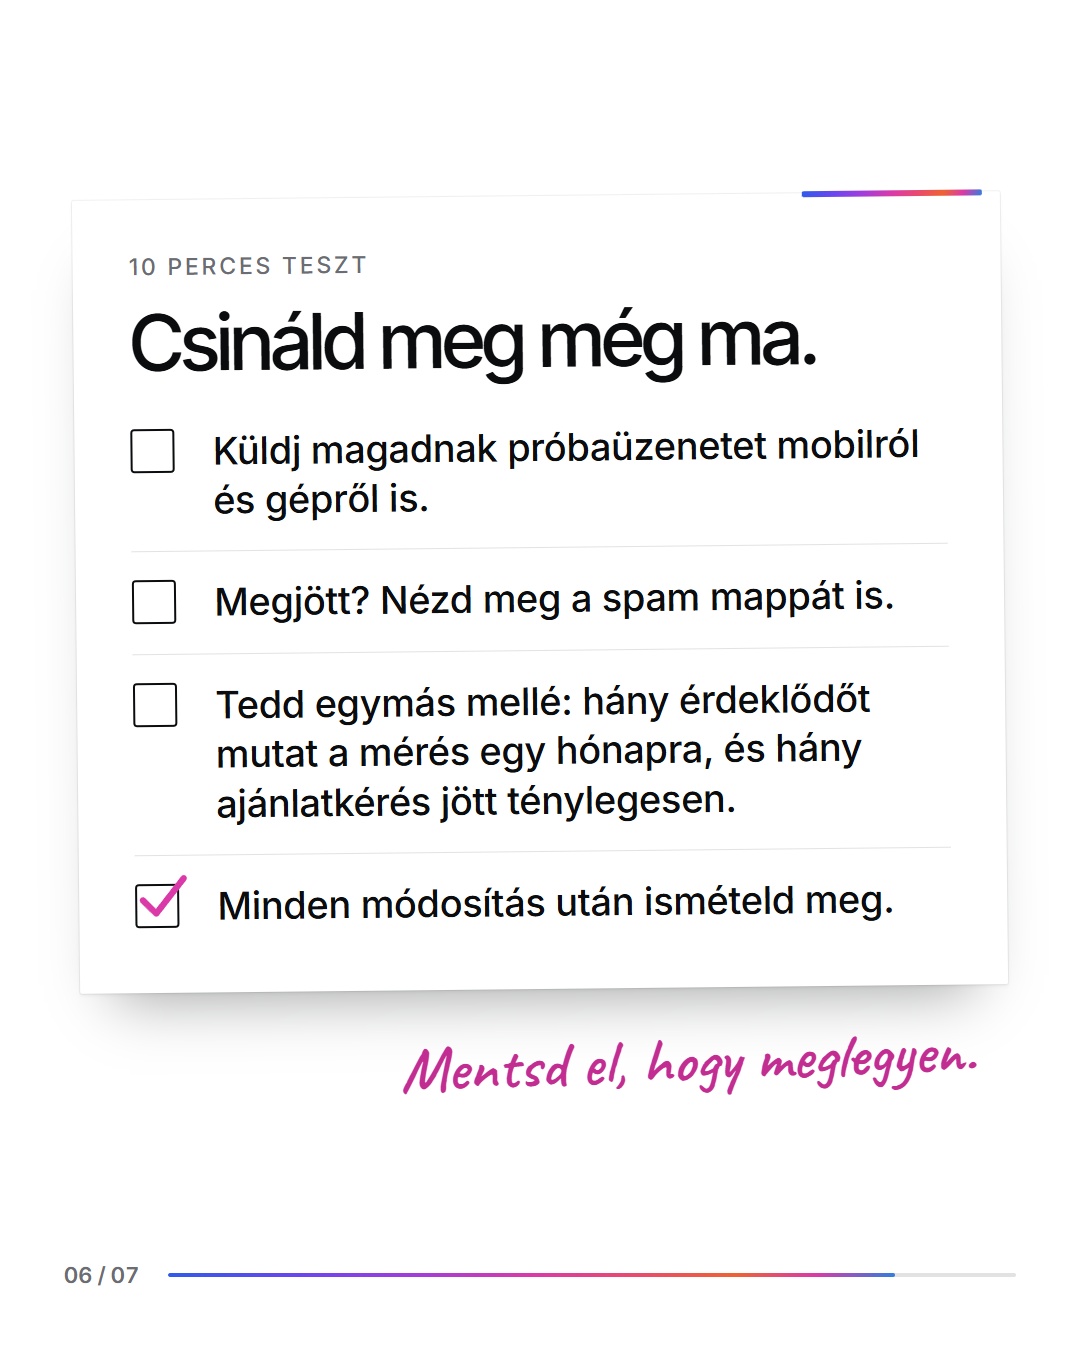 10 PERCES TESZT
Csináld meg még ma.
Küldj magadnak próbaüzenetet mobilról
és gépről is.
Megjött? Nézd meg a spam mappát is.
Tedd egymás mellé: hány érdeklődőt
mutat a mérés egy hónapra, és hány
ajánlatkérés jött ténylegesen.
Minden módosítás után ismételd meg.
Mentsd el, hogy meglegyen.
06 / 07